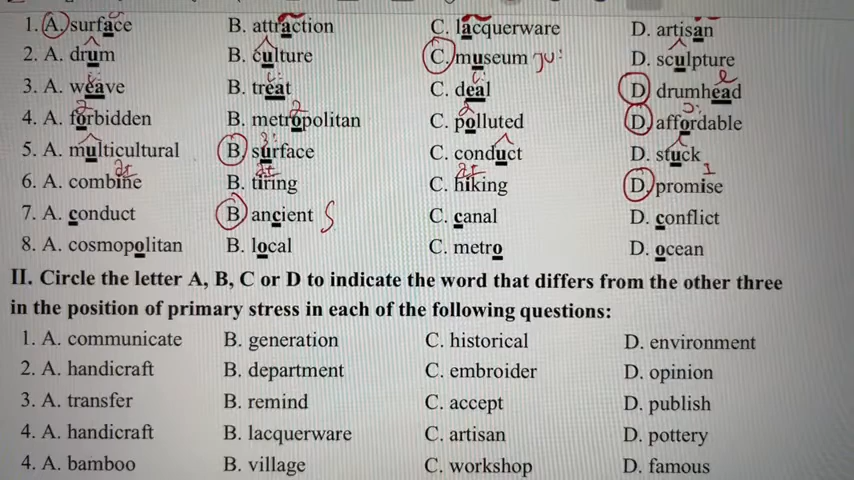 1. A. surface B. attraction C. lacquerware D. artisan
2. A. drum B. culture C. museum ju: D. sculpture
3. A. weave B. treat C. deal D. drumhead
4. A. forbidden B. metropolitan C. polluted D. affordable
5. A. multicultural B. surface C. conduct D. stuck
6. A. combine B. tiring C. hiking D. promise
7. A. conduct B. ancient ʃ C. canal D. conflict
8. A. cosmopolitan B. local C. metro D. ocean
II. Circle the letter A, B, C or D to indicate the word that differs from the other three
in the position of primary stress in each of the following questions:
1. A. communicate B. generation C. historical D. environment
2. A. handicraft B. department C. embroider D. opinion
3. A. transfer B. remind C. accept D. publish
4. A. handicraft B. lacquerware C. artisan D. pottery
4. A. bamboo B. village C. workshop D. famous